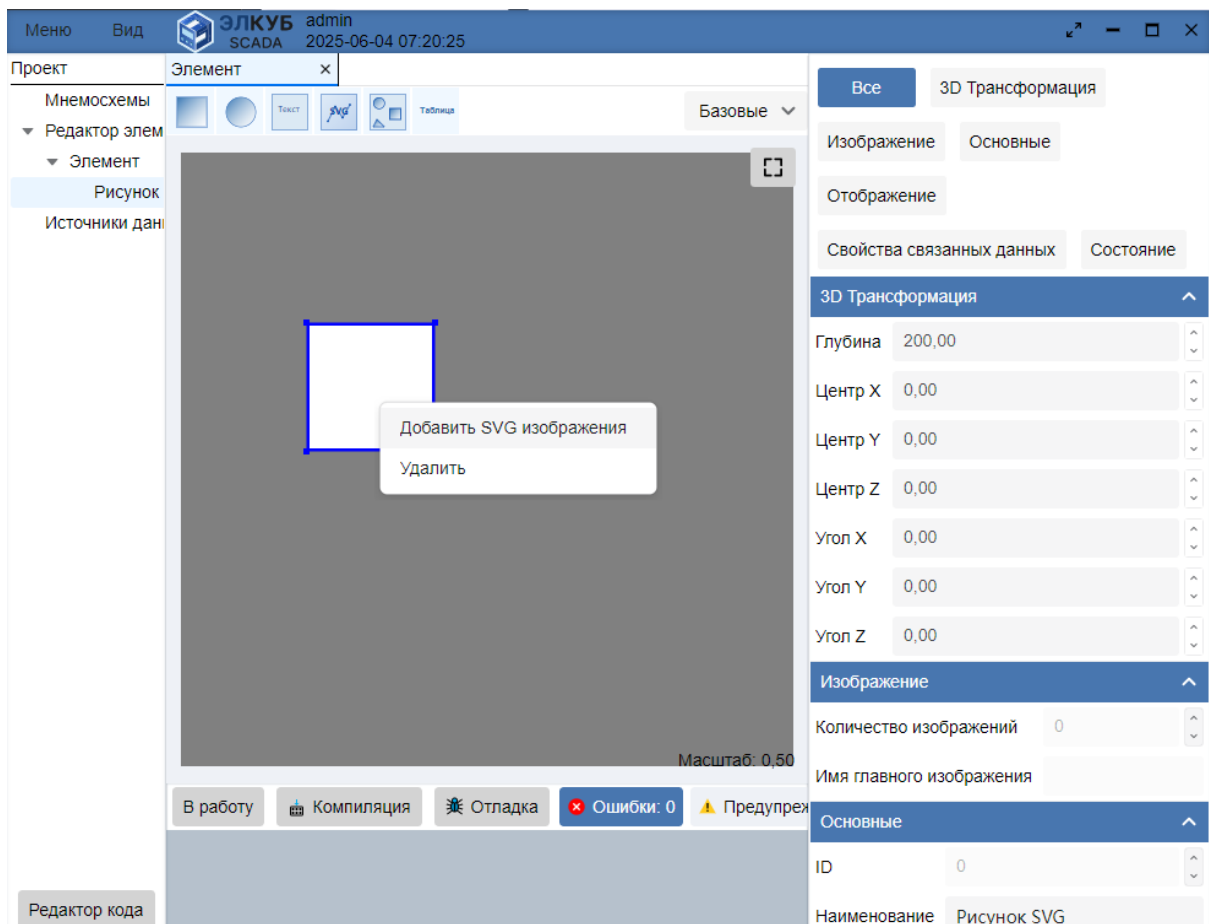 Меню Вид ЭЛКУБ SCADA admin
2025-06-04 07:20:25
Проект
Мнемосхемы
Редактор элем
Элемент
Рисунок
Источники дан
Редактор кода
Элемент
Текст SVG Таблица Базовые
Добавить SVG изображения
Удалить
Масштаб: 0,50
В работу Компиляция Отладка Ошибки: 0 Предупреж
Все 3D Трансформация
Изображение Основные
Отображение
Свойства связанных данных Состояние
3D Трансформация
Глубина 200,00
Центр X 0,00
Центр Y 0,00
Центр Z 0,00
Угол X 0,00
Угол Y 0,00
Угол Z 0,00
Изображение
Количество изображений 0
Имя главного изображения
Основные
ID 0
Наименование Рисунок SVG